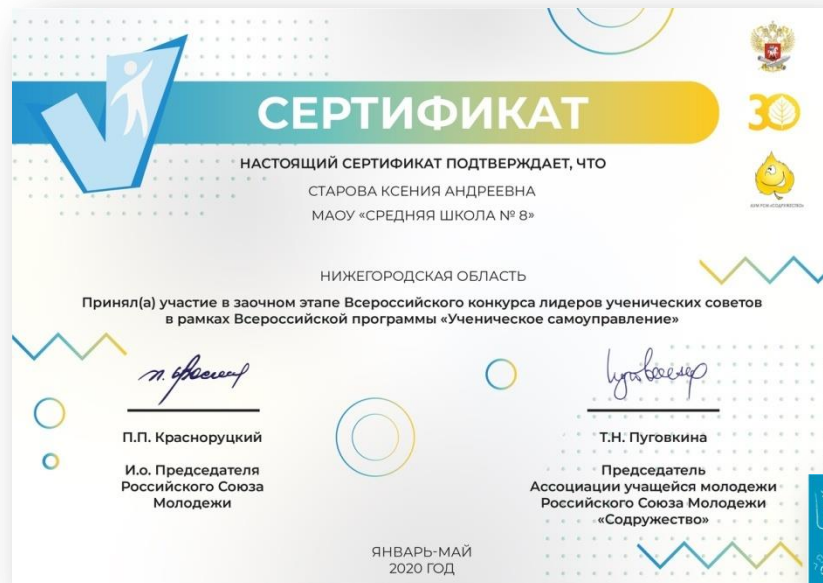 СЕРТИФИКАТ
НАСТОЯЩИЙ СЕРТИФИКАТ ПОДТВЕРЖДАЕТ, ЧТО
СТАРОВА КСЕНИЯ АНДРЕЕВНА
МАОУ «СРЕДНЯЯ ШКОЛА № 8»
30
НИЖЕГОРОДСКАЯ ОБЛАСТЬ
Принял(а) участие в заочном этапе Всероссийского конкурса лидеров ученических советов
в рамках Всероссийской программы «Ученическое самоуправление»
П.П. Красноруцкий
И.о. Председателя
Российского Союза
Молодежи
Т.Н. Пуговкина
Председатель
Ассоциации учащейся молодежи
Российского Союза Молодежи
«Содружество»
ЯНВАРЬ-МАЙ
2020 ГОД